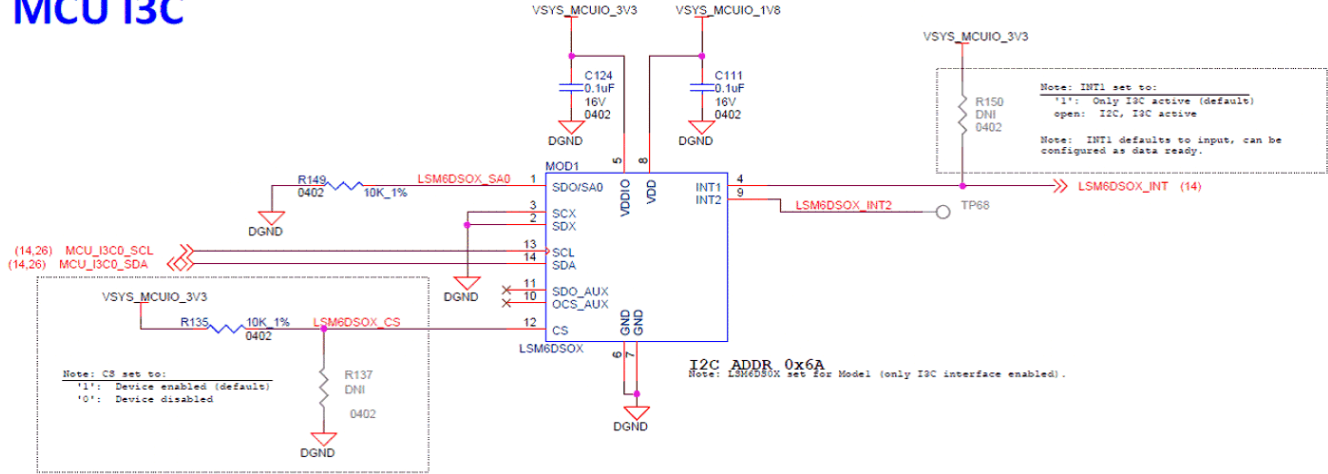 MCU I3C
VSYS_MCUIO_3V3
VSYS_MCUIO_1V8
VSYS_MCUIO_3V3
C124
0.1uF
16V
0402
DGND
C111
0.1uF
16V
0402
DGND
R150
DNI
0402
Note: INT1 set to:
'1': Only I3C active (default)
open: I2C, I3C active
Note: INT1 defaults to input, can be
configured as data ready.
MOD1
5
8
VDDIO
VDD
R149
0402
10K_1%
LSM6DSOX_SA0
1
SDO/SA0
DGND
3
SCX
2
SDX
DGND
(14,26) MCU_I3C0_SCL
13
SCL
(14,26) MCU_I3C0_SDA
14
SDA
11
SDO_AUX
10
OCS_AUX
12
CS
INT1
4
INT2
9
LSM6DSOX_INT (14)
LSM6DSOX_INT2
TP68
GND
GND
6
7
LSM6DSOX
DGND
VSYS_MCUIO_3V3
R135
10K_1%
0402
LSM6DSOX_CS
Note: CS set to:
'1': Device enabled (default)
'0': Device disabled
R137
DNI
0402
DGND
I2C ADDR 0x6A
Note: LSM6DSOX set for Model (only I3C interface enabled).